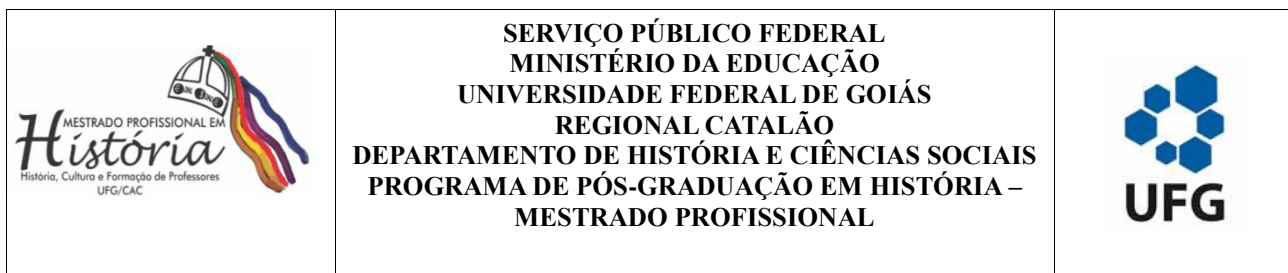 MESTRADO PROFISSIONAL EM
História
História, Cultura e Formação de Professores
UFG/CAC
SERVIÇO PÚBLICO FEDERAL
MINISTÉRIO DA EDUCAÇÃO
UNIVERSIDADE FEDERAL DE GOIÁS
REGIONAL CATALÃO
DEPARTAMENTO DE HISTÓRIA E CIÊNCIAS SOCIAIS
PROGRAMA DE PÓS-GRADUAÇÃO EM HISTÓRIA –
MESTRADO PROFISSIONAL
UFG